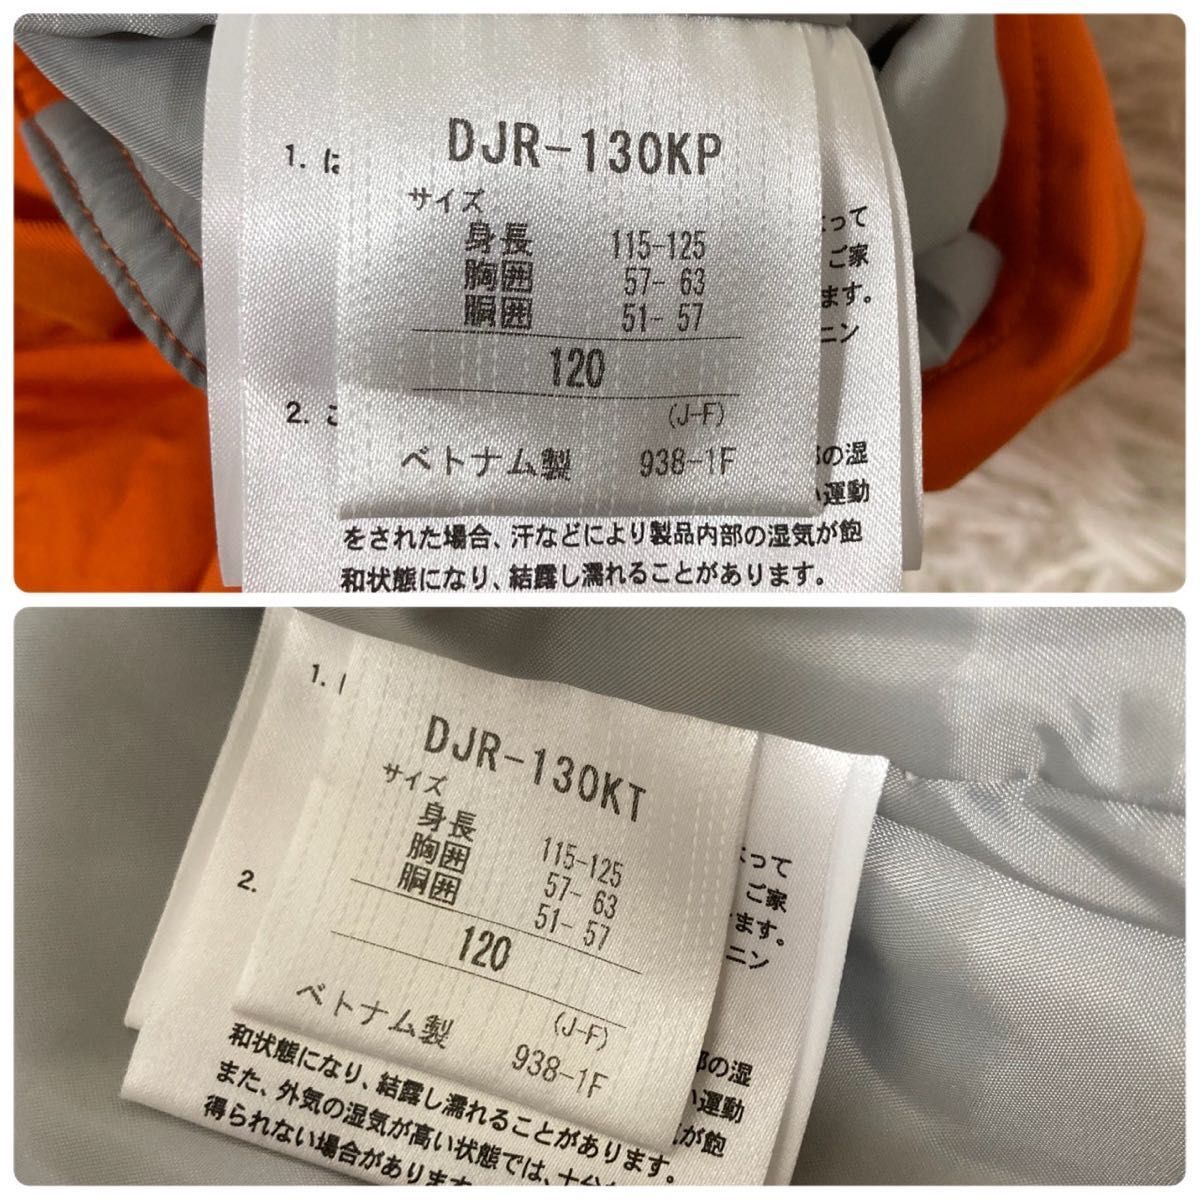 DJR-130KP
サイズ
身長 115-125
胸囲 57- 63
胴囲 51- 57
120
(J-F)
ベトナム製 938-1F
1. は
って
ご家
ます。
ニン
2. こ
の湿
い運動
をされた場合、汗などにより製品内部の湿気が飽
和状態になり、結露し濡れることがあります。
DJR-130KT
サイズ
身長 115-125
胸囲 57- 63
胴囲 51- 57
120
(J-F)
ベトナム製 938-1F
1.
って
ご家
ます。
ニン
2.
部の湿
い運動
気が飽
和状態になり、結露し濡れることがあります。
また、外気の湿気が高い状態では、十分
得られない場合があります